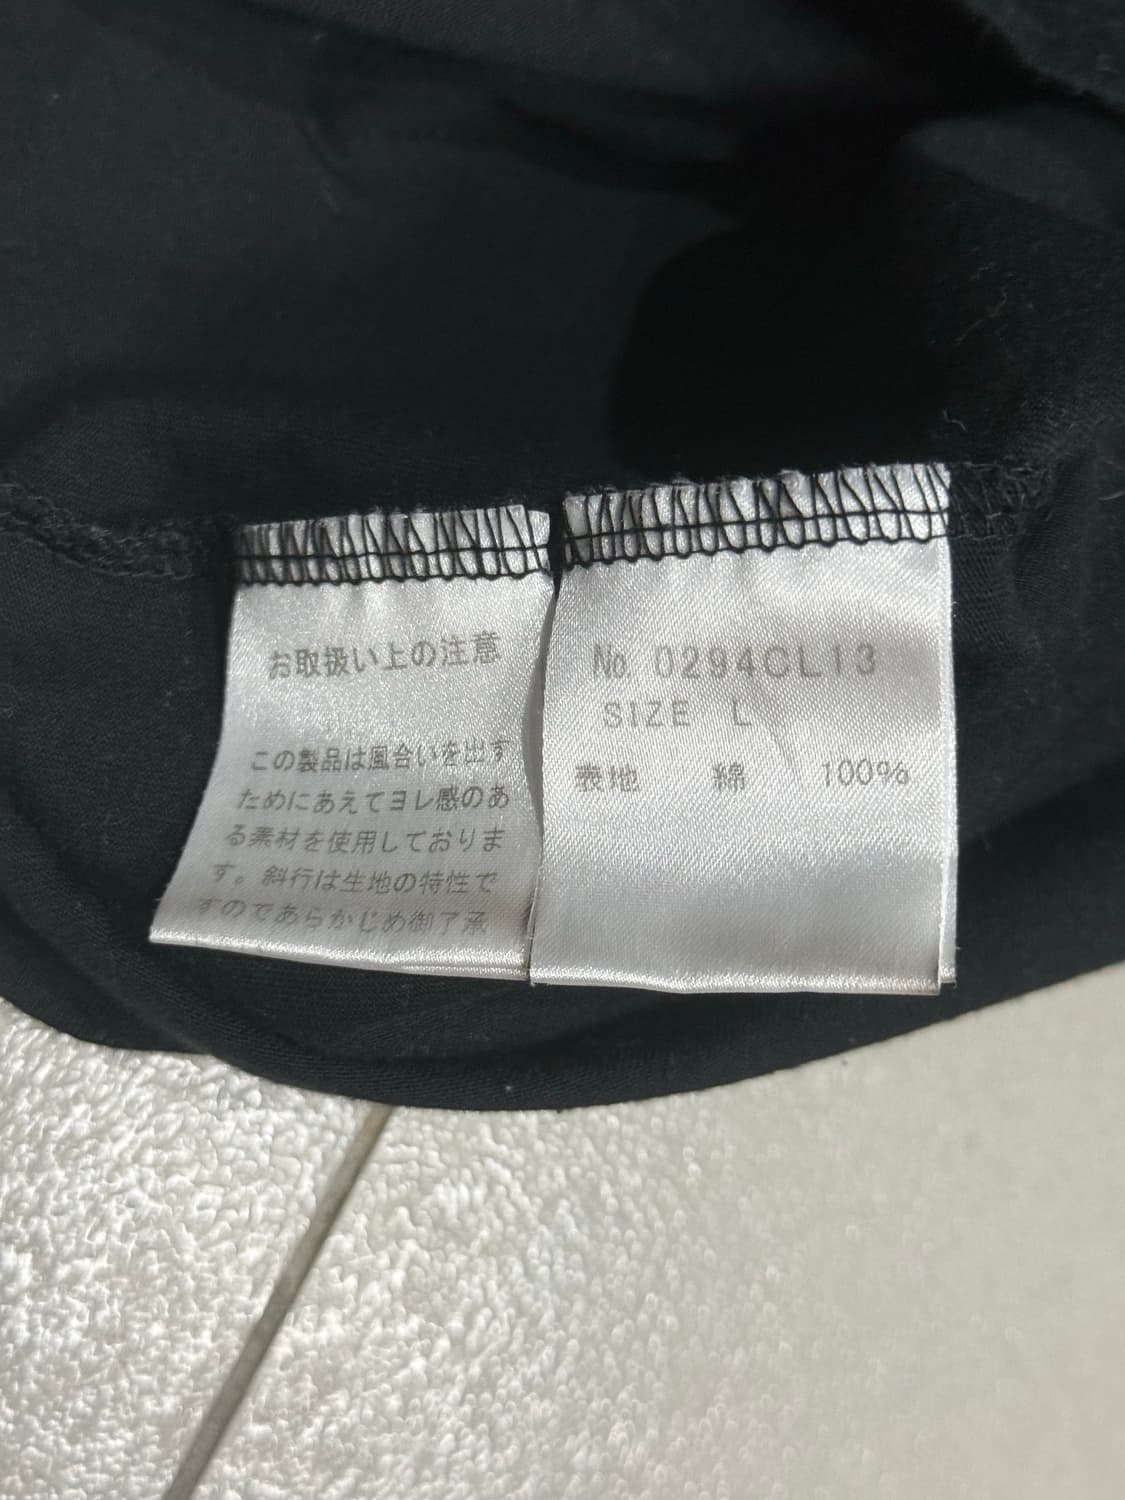 お取扱い上の注意
この製品は風合いを出す
ためにあえてヨレ感のあ
る素材を使用しておりま
す。斜行は生地の特性で
すのであらかじめ御了承
No. 0294CL13
SIZE L
表地 綿 100%